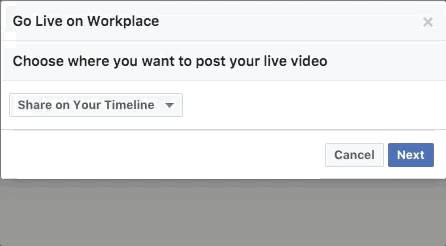 Go Live on Workplace
Choose where you want to post your live video
Share on Your Timeline
Cancel
Next